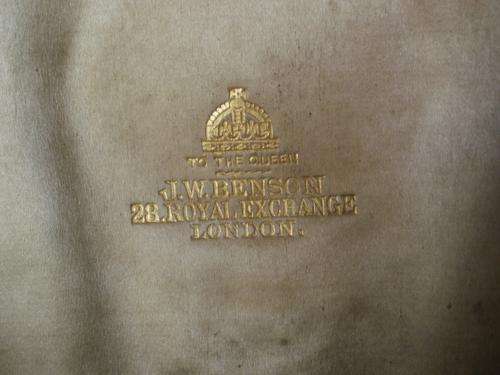 TO THE QUEEN
J.W. BENSON
28. ROYAL EXCHANGE
LONDON.